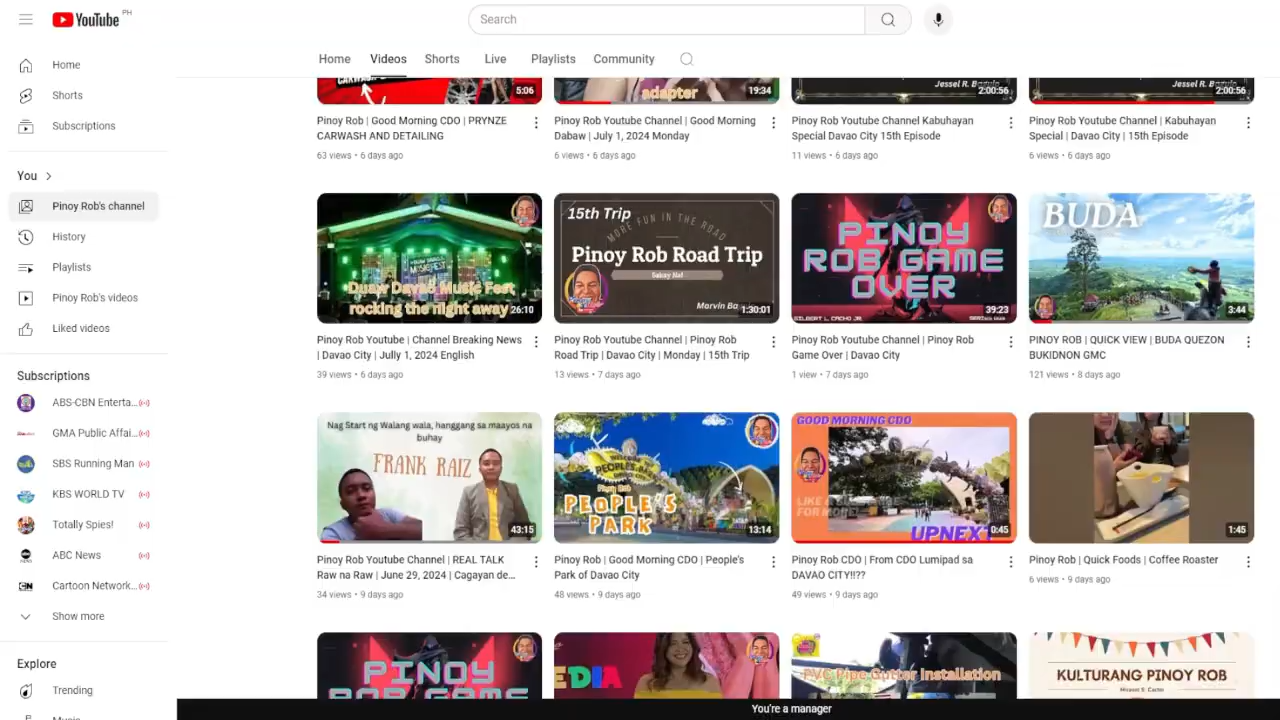 YouTube PH
Search
Home
Videos
Shorts
Live
Playlists
Community
Home
Shorts
Subscriptions
You
Pinoy Rob's channel
History
Playlists
Pinoy Rob's videos
Liked videos
Subscriptions
ABS-CBN Enterta...
GMA Public Affai...
SBS Running Man
KBS WORLD TV
Totally Spies!
ABC News
Cartoon Network...
Show more
Explore
Trending
CARWASH
5:06
adapter
19:34
2:00:56
2:00:56
Pinoy Rob | Good Morning CDO | PRYNZE
CARWASH AND DETAILING
63 views • 6 days ago
Pinoy Rob Youtube Channel | Good Morning
Dabaw | July 1, 2024 Monday
6 views • 6 days ago
Pinoy Rob Youtube Channel Kabuhayan
Special Davao City 15th Episode
11 views • 6 days ago
Pinoy Rob Youtube Channel | Kabuhayan
Special | Davao City | 15th Episode
6 views • 6 days ago
Duaw Davao Music Fest
rocking the night away
26:10
15th Trip
MORE FUN IN THE ROAD
Pinoy Rob Road Trip
Sakay Na!
1:30:01
PINOY
ROB GAME
OVER
GILBERT L. CACHO JR.
39:23
BUDA
3:44
Pinoy Rob Youtube | Channel Breaking News
| Davao City | Jully 1, 2024 English
39 views • 6 days ago
Pinoy Rob Youtube Channel | Pinoy Rob
Road Trip | Davao City | Monday | 15th Trip
13 views • 7 days ago
Pinoy Rob Youtube Channel | Pinoy Rob
Game Over | Davao City
1 view • 7 days ago
PINOY ROB | QUICK VIEW | BUDA QUEZON
BUKIDNON GMC
121 views • 8 days ago
Nag Start ng Walang wala, hanggang sa maayos na
buhay
FRANK RAIZ
43:15
Pinoy Rob
PEOPLE'S
PARK
13:14
GOOD MORNING CDO
FOR MORE!
UPNEXT
0:45
1:45
Pinoy Rob Youtube Channel | REAL TALK
Raw na Raw | June 29, 2024 | Cagayan de...
34 views • 9 days ago
Pinoy Rob | Good Morning CDO | People's
Park of Davao City
48 views • 9 days ago
Pinoy Rob CDO | From CDO Lumipad sa
DAVAO CITY!!??
49 views • 9 days ago
Pinoy Rob | Quick Foods | Coffee Roaster
6 views • 9 days ago
PINOY
ROB GAME
EDIA
PVC Pipe Gutter Installation
KULTURANG PINOY ROB
You're a manager